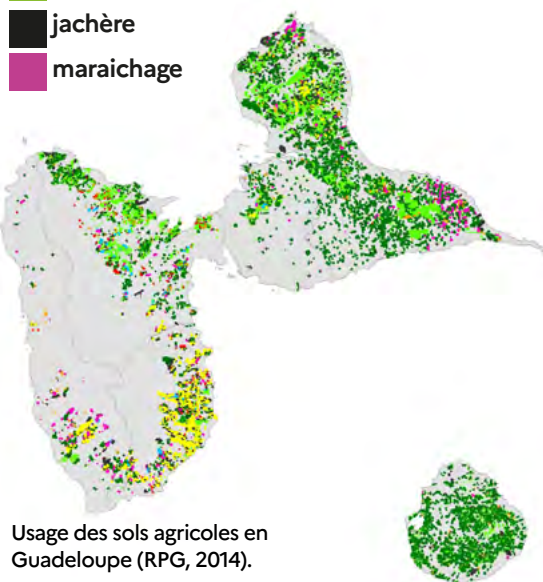 jachère
maraichage
Usage des sols agricoles en
Guadeloupe (RPG, 2014).